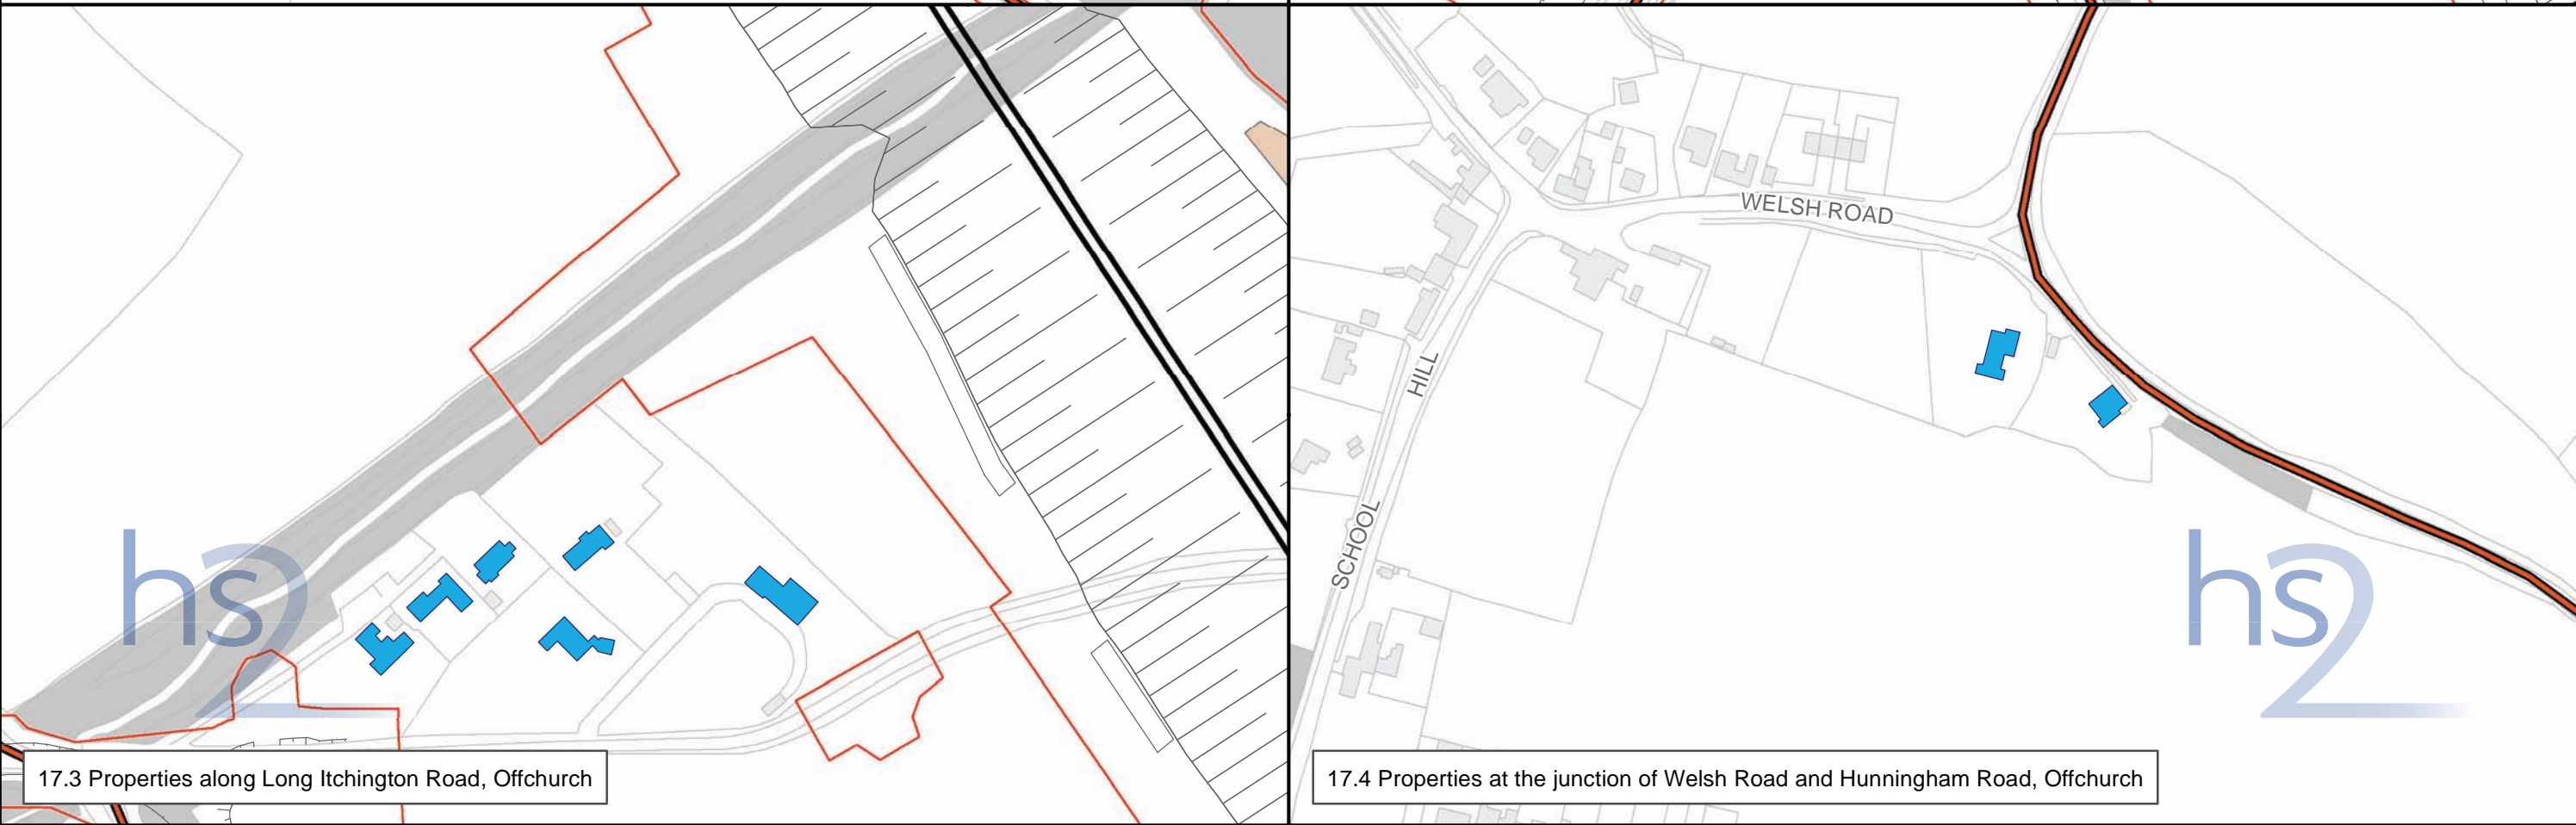 WELSH ROAD
HILL
SCHOOL
hs2
17.3 Properties along Long Itchington Road, Offchurch
hs2
17.4 Properties at the junction of Welsh Road and Hunningham Road, Offchurch